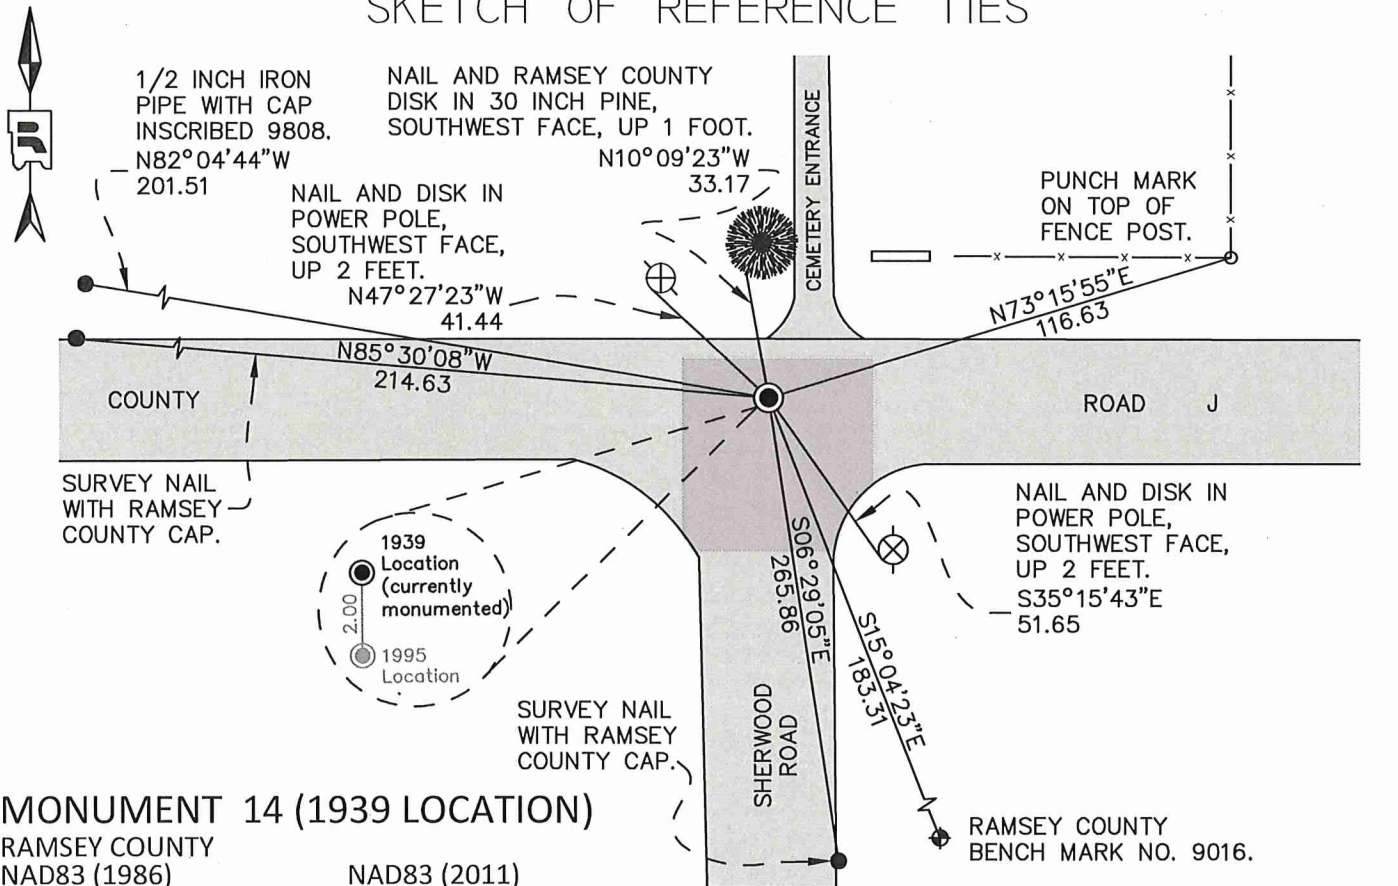 SKETCH OF REFERENCE TIES
R
1/2 INCH IRON
PIPE WITH CAP
INSCRIBED 9808.
N82°04'44"W
201.51
NAIL AND RAMSEY COUNTY
DISK IN 30 INCH PINE,
SOUTHWEST FACE, UP 1 FOOT.
N10°09'23"W
33.17
NAIL AND DISK IN
POWER POLE,
SOUTHWEST FACE,
UP 2 FEET.
N47°27'23"W
41.44
CEMETERY ENTRANCE
PUNCH MARK
ON TOP OF
FENCE POST.
N73°15'55"E
116.63
N85°30'08"W
214.63
COUNTY
ROAD J
SURVEY NAIL
WITH RAMSEY
COUNTY CAP.
1939
Location
(currently
monumented)
2.00
1995
Location
NAIL AND DISK IN
POWER POLE,
SOUTHWEST FACE,
UP 2 FEET.
S35°15'43"E
51.65
S06°29'05"E
265.86
S15°04'23"E
183.31
SHERWOOD
ROAD
SURVEY NAIL
WITH RAMSEY
COUNTY CAP.
RAMSEY COUNTY
BENCH MARK NO. 9016.
MONUMENT 14 (1939 LOCATION)
RAMSEY COUNTY
NAD83 (1986) NAD83 (2011)